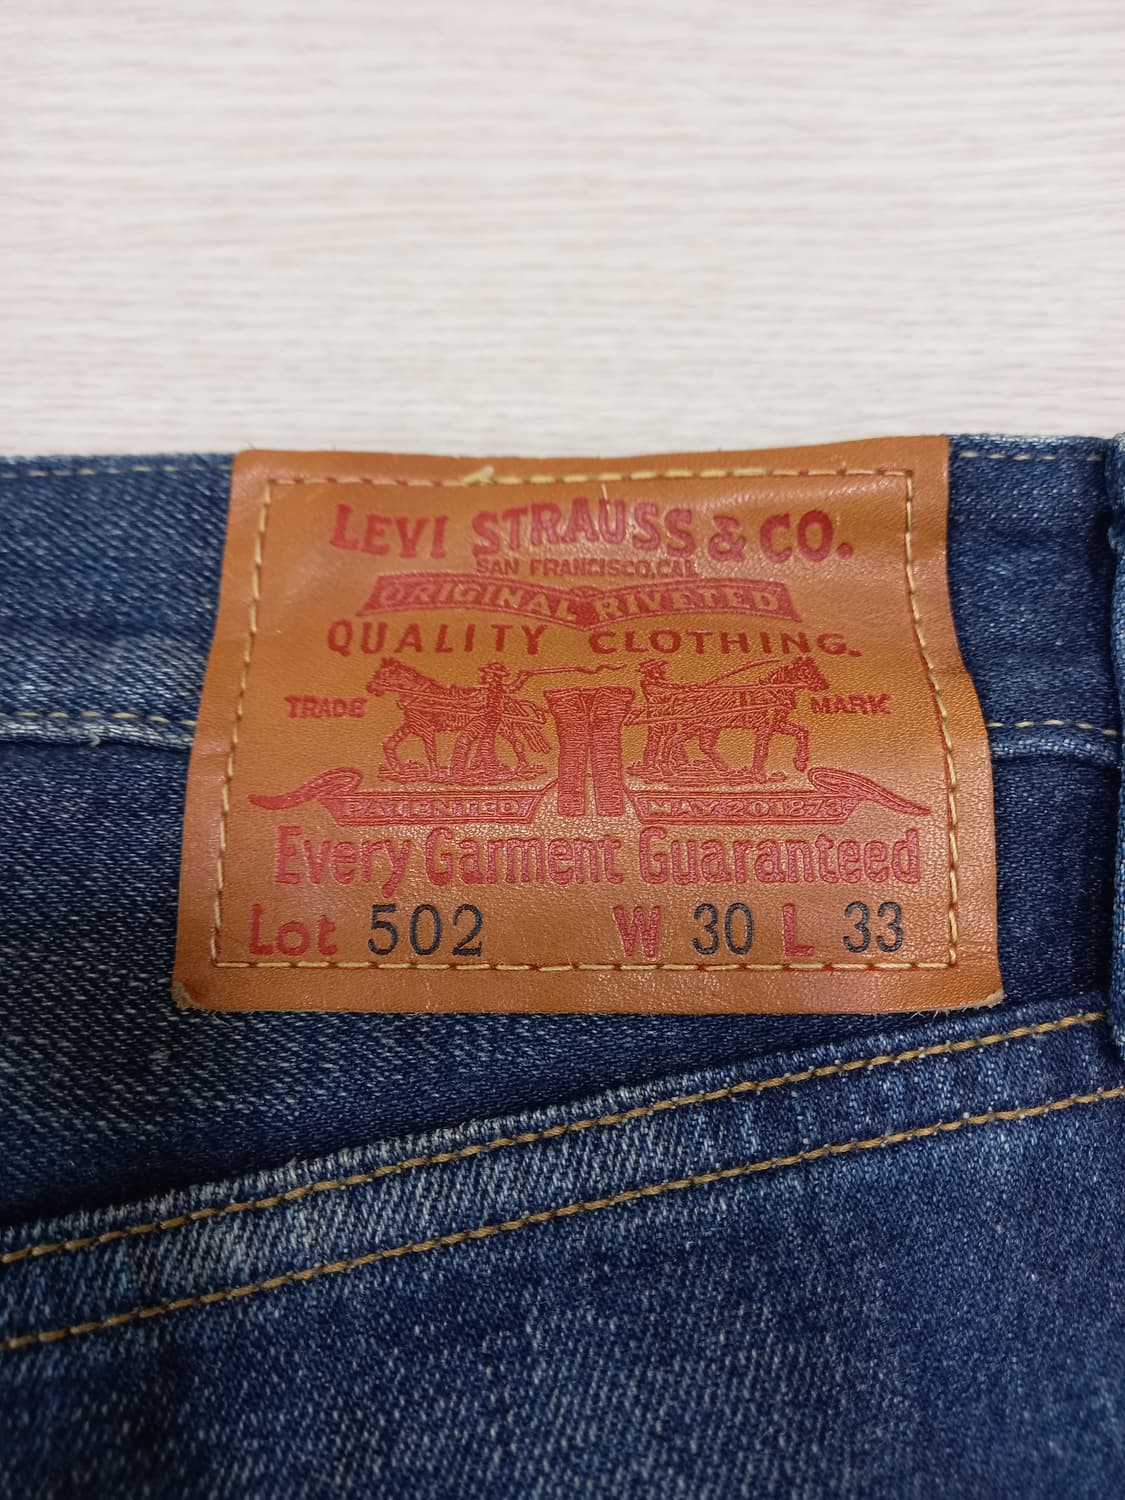 LEVI STRAUSS & CO.
SAN FRANCISCO, CAL
ORIGINAL RIVETED
QUALITY CLOTHING.
TRADE MARK
PATENTED MAY 20 1873
Every Garment Guaranteed
Lot 502 W 30 L 33